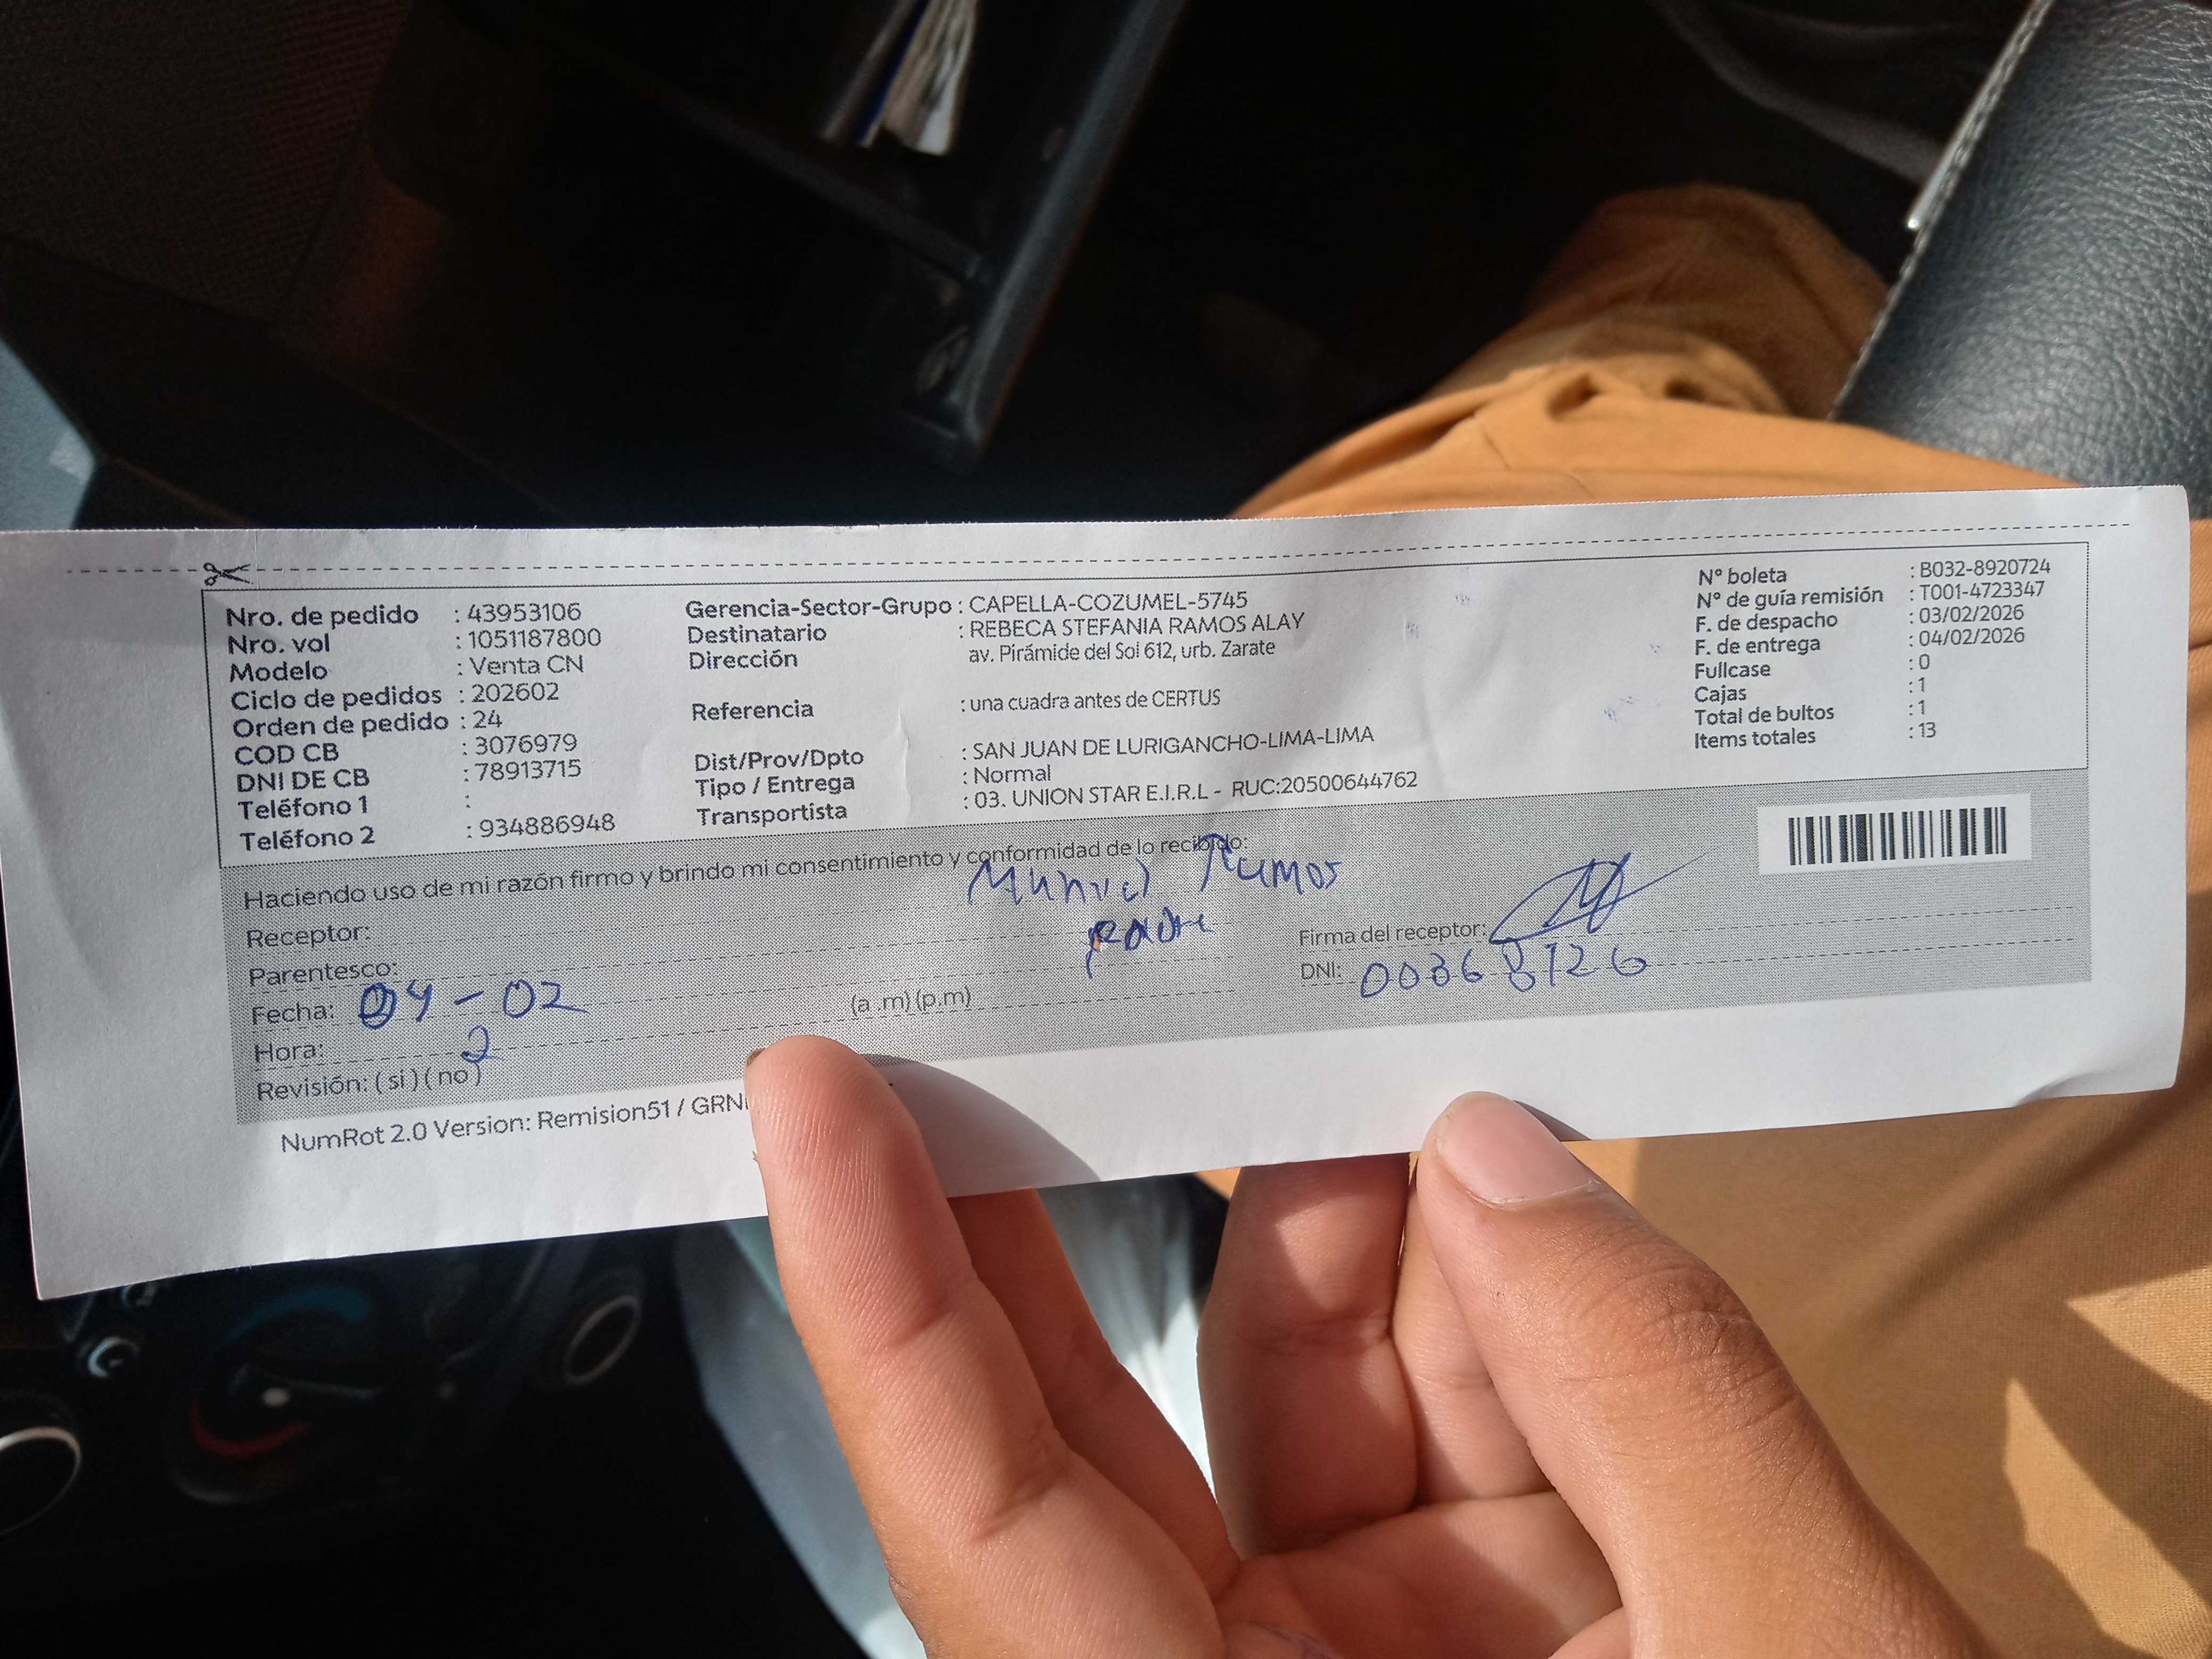 Nro. de pedido : 43953106
Nro. vol : 1051187800
Modelo : Venta CN
Ciclo de pedidos : 202602
Orden de pedido : 24
COD CB : 3076979
DNI DE CB : 78913715
Teléfono 1 :
Teléfono 2 : 934886948
Gerencia-Sector-Grupo : CAPELLA-COZUMEL-5745
Destinatario : REBECA STEFANIA RAMOS ALAY
Dirección av. Pirámide del Sol 612, urb. Zarate
Referencia : una cuadra antes de CERTUS
Dist/Prov/Dpto : SAN JUAN DE LURIGANCHO-LIMA-LIMA
Tipo / Entrega : Normal
Transportista : 03. UNION STAR E.I.R.L - RUC:20500644762
N° boleta : B032-8920724
N° de guía remisión : T001-4723347
F. de despacho : 03/02/2026
F. de entrega : 04/02/2026
Fullcase : 0
Cajas : 1
Total de bultos : 1
Items totales : 13
Haciendo uso de mi razón firmo y brindo mi consentimiento y conformidad de lo recibido:
Receptor: Manuel Ramos
Parentesco: padre
Fecha: 04-02
Hora: 2 (a.m) (p.m)
Revisión: ( si ) ( no )
Firma del receptor:
DNI: 00368126
NumRot 2.0 Version: Remision51 /